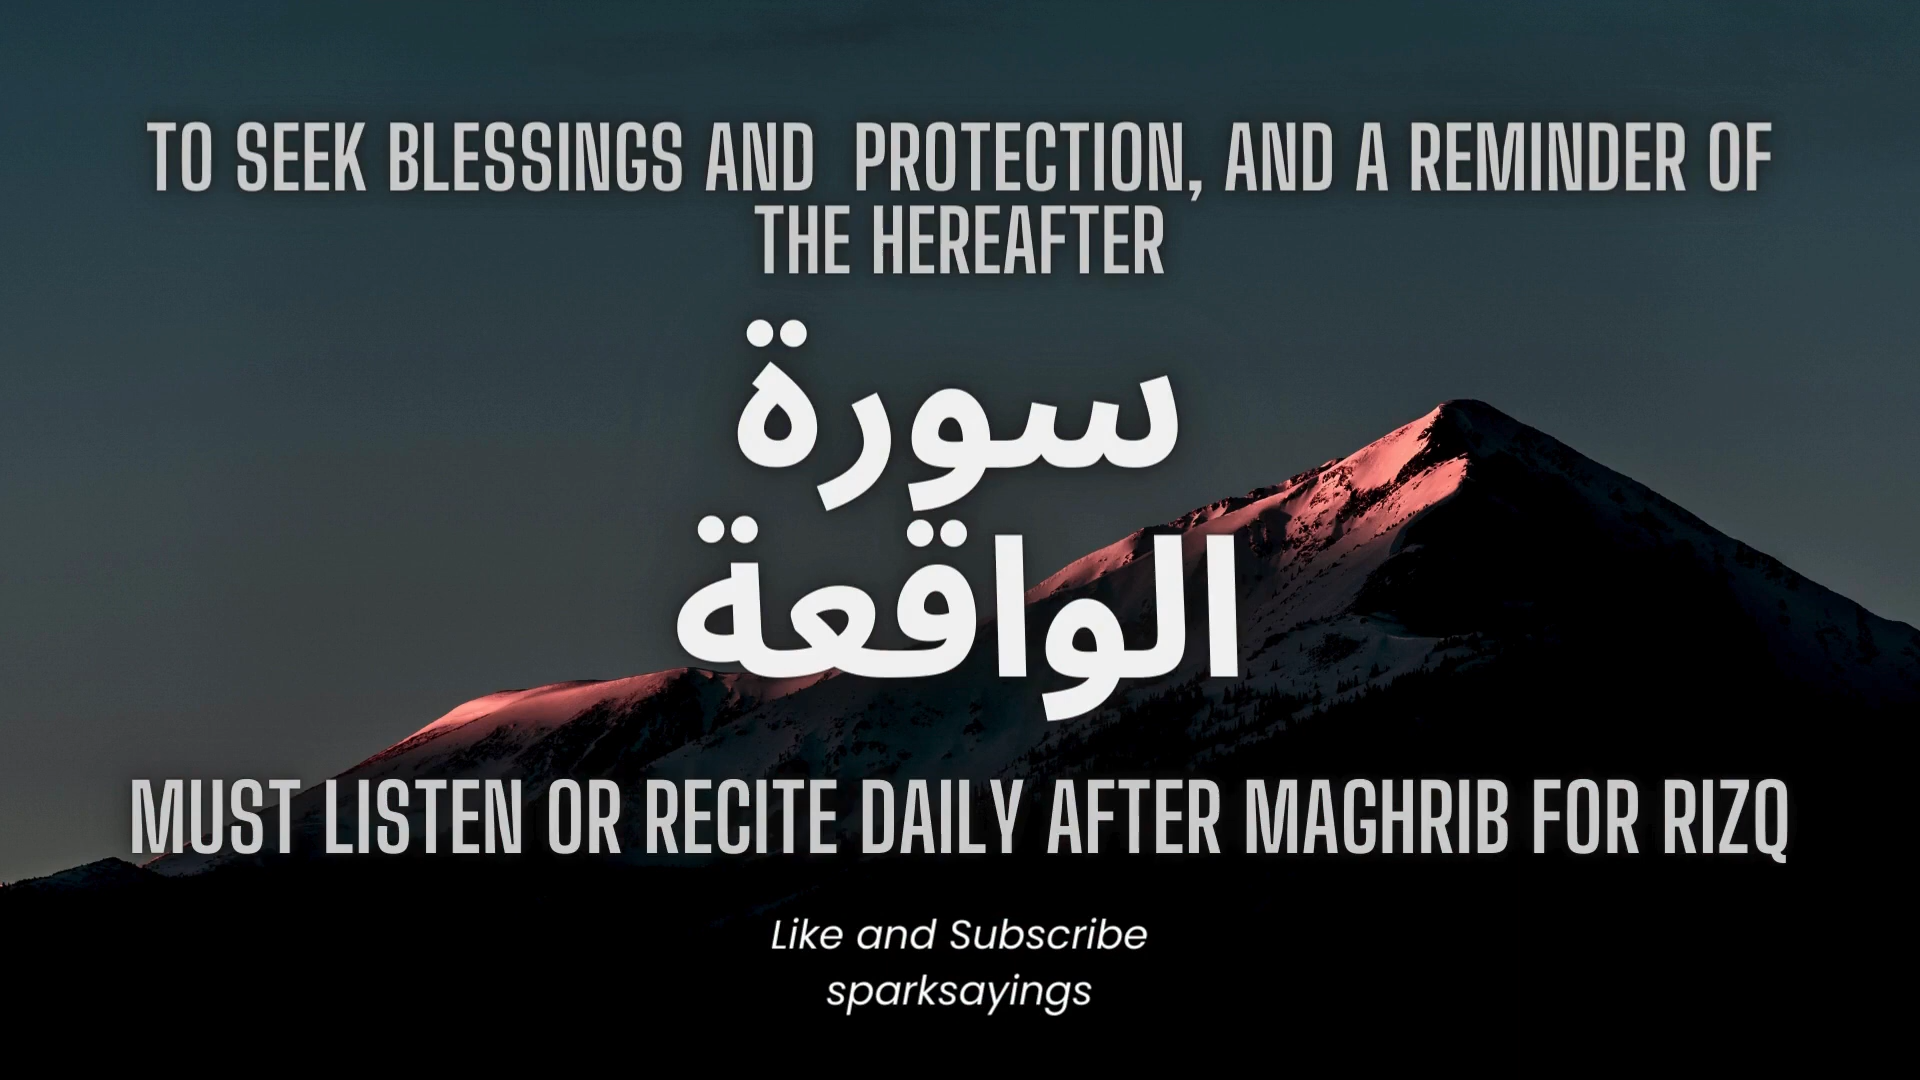 TO SEEK BLESSINGS AND PROTECTION, AND A REMINDER OF
THE HEREAFTER
سورة
الواقعة
MUST LISTEN OR RECITE DAILY AFTER MAGHRIB FOR RIZQ
Like and Subscribe
sparksayings